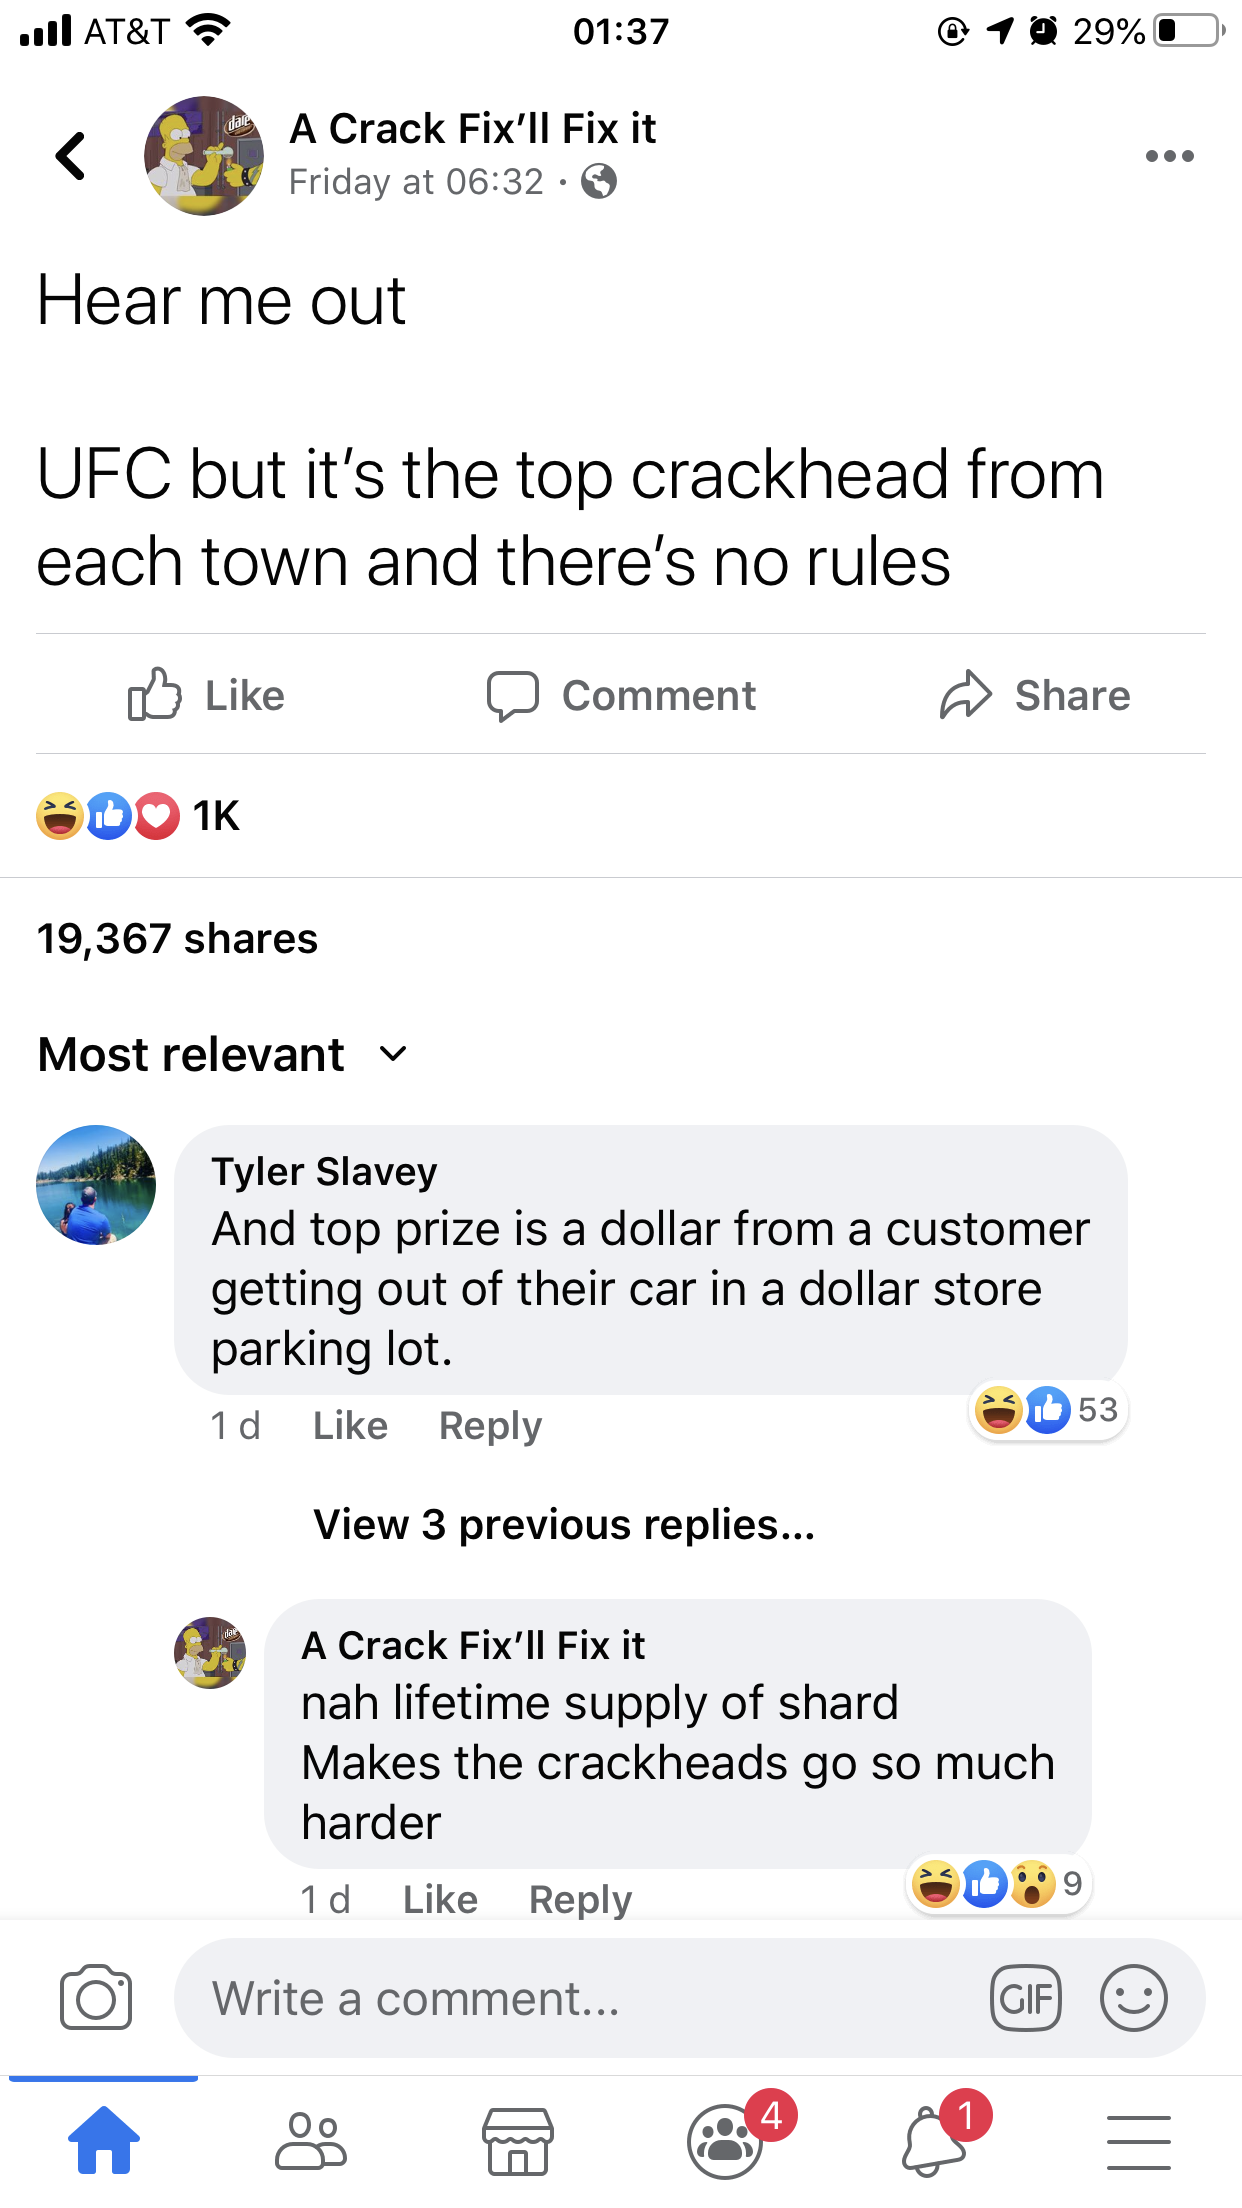 AT&T 01:37 29%
A Crack Fix’ll Fix it
Friday at 06:32 ·
Hear me out
UFC but it’s the top crackhead from
each town and there’s no rules
Like Comment Share
1K
19,367 shares
Most relevant
Tyler Slavey
And top prize is a dollar from a customer
getting out of their car in a dollar store
parking lot.
1 d Like Reply 53
View 3 previous replies...
A Crack Fix’ll Fix it
nah lifetime supply of shard
Makes the crackheads go so much
harder
1 d Like Reply 9
Write a comment... GIF
4 1